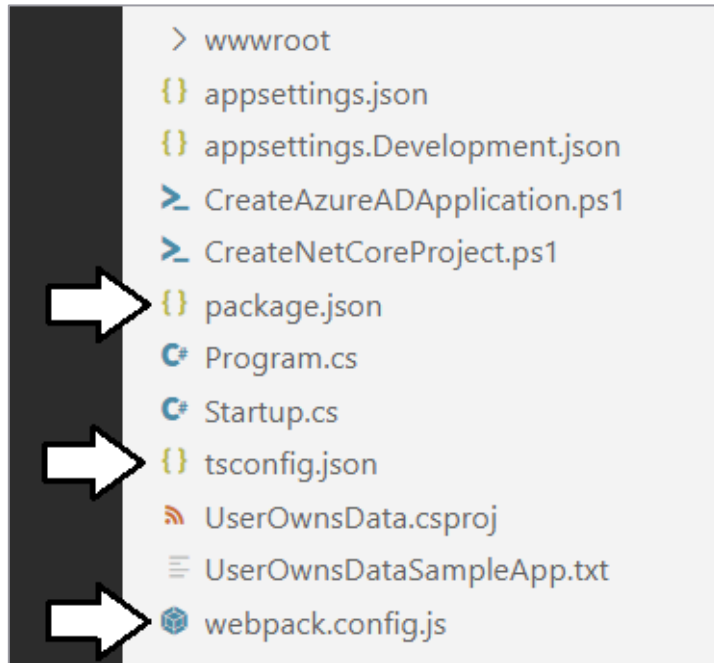 wwwroot
appsettings.json
appsettings.Development.json
CreateAzureADApplication.ps1
CreateNetCoreProject.ps1
package.json
Program.cs
Startup.cs
tsconfig.json
UserOwnsData.csproj
UserOwnsDataSampleApp.txt
webpack.config.js